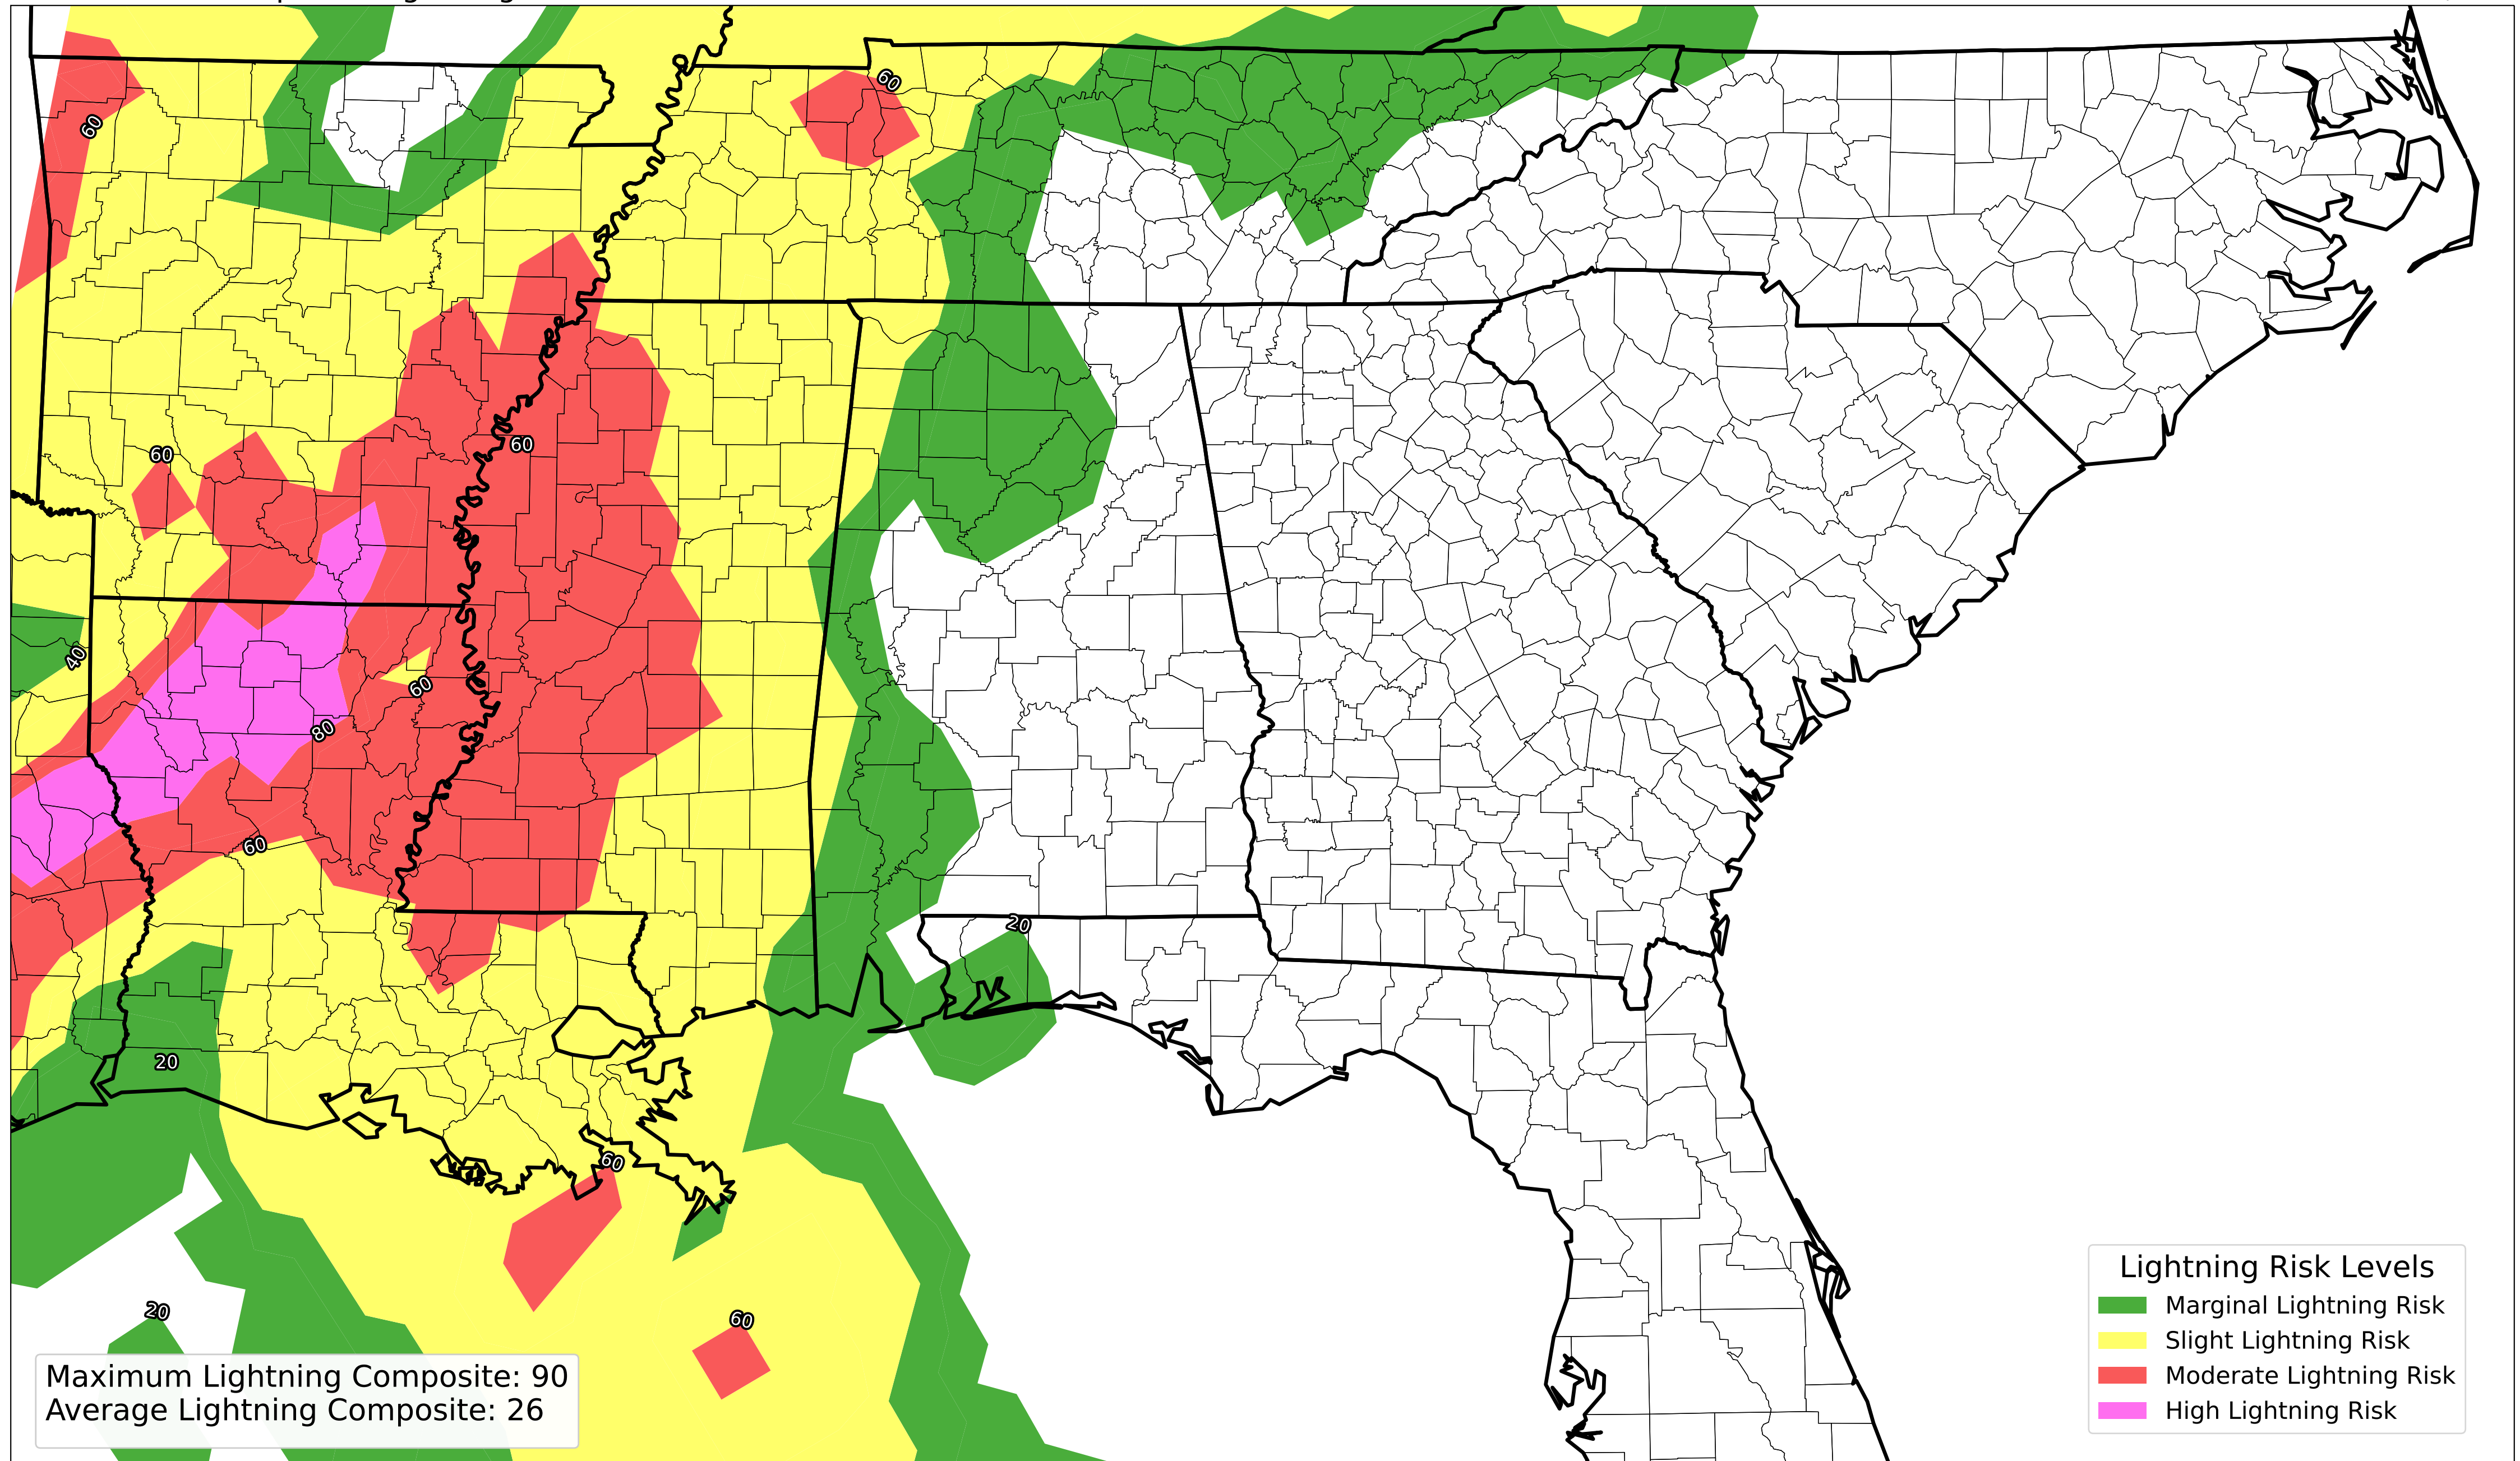 60
60
60
60
40
60
80
60
20
20
60
20
60
Lightning Risk Levels
Marginal Lightning Risk
Slight Lightning Risk
Moderate Lightning Risk
High Lightning Risk
Maximum Lightning Composite: 90
Average Lightning Composite: 26